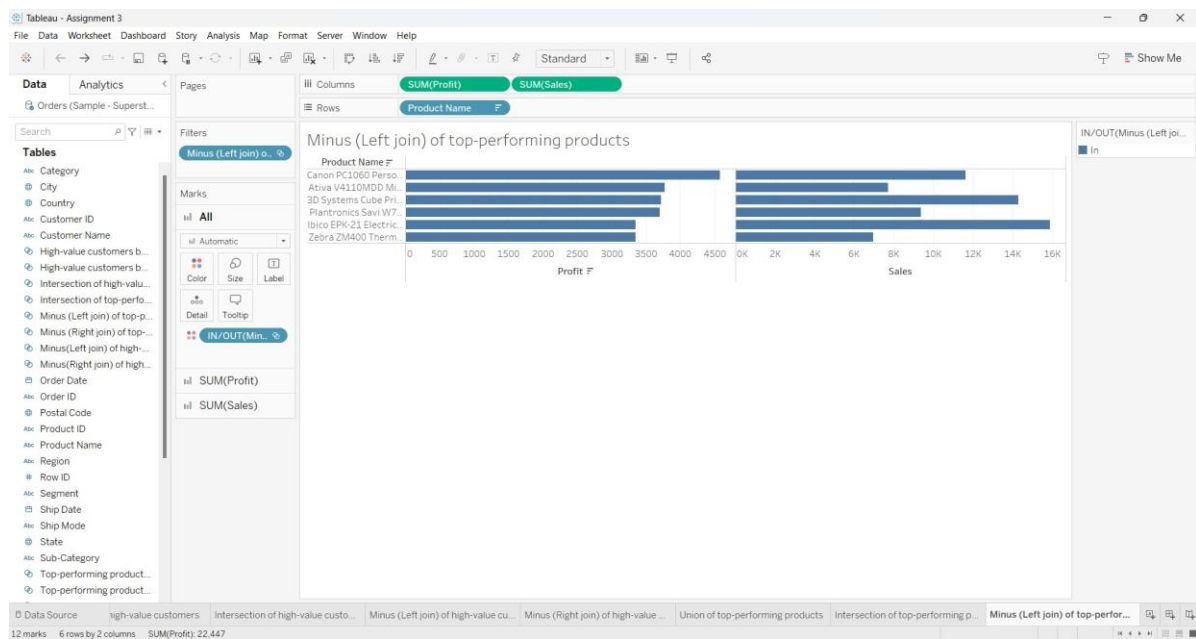 Tableau - Assignment 3
File Data Worksheet Dashboard Story Analysis Map Format Server Window Help
Standard
Show Me
Data Analytics
Orders (Sample - Superst...
Search
Tables
Abc Category
City
Country
Abc Customer ID
Abc Customer Name
High-value customers b...
High-value customers b...
Intersection of high-valu...
Intersection of top-perfo...
Minus (Left join) of top-p...
Minus (Right join) of top-...
Minus(Left join) of high-...
Minus(Right join) of high...
Order Date
Abc Order ID
Postal Code
Abc Product ID
Abc Product Name
Abc Region
# Row ID
Abc Segment
Ship Date
Abc Ship Mode
State
Abc Sub-Category
Top-performing product...
Top-performing product...
Pages
Filters
Minus (Left join) o..
Marks
All
Automatic
Color Size Label
Detail Tooltip
IN/OUT(Min..
SUM(Profit)
SUM(Sales)
Columns SUM(Profit) SUM(Sales)
Rows Product Name
Minus (Left join) of top-performing products
Product Name
Canon PC1060 Perso..
Ativa V4110MDD Mi..
3D Systems Cube Pri..
Plantronics Savi W7..
Ibico EPK-21 Electric..
Zebra ZM400 Therm..
0 500 1000 1500 2000 2500 3000 3500 4000 4500 0K 2K 4K 6K 8K 10K 12K 14K 16K
Profit Sales
IN/OUT(Minus (Left joi...
In
Data Source high-value customers Intersection of high-value custo... Minus (Left join) of high-value cu... Minus (Right join) of high-value ... Union of top-performing products Intersection of top-performing p... Minus (Left join) of top-perfor...
12 marks 6 rows by 2 columns SUM(Profit): 22,447